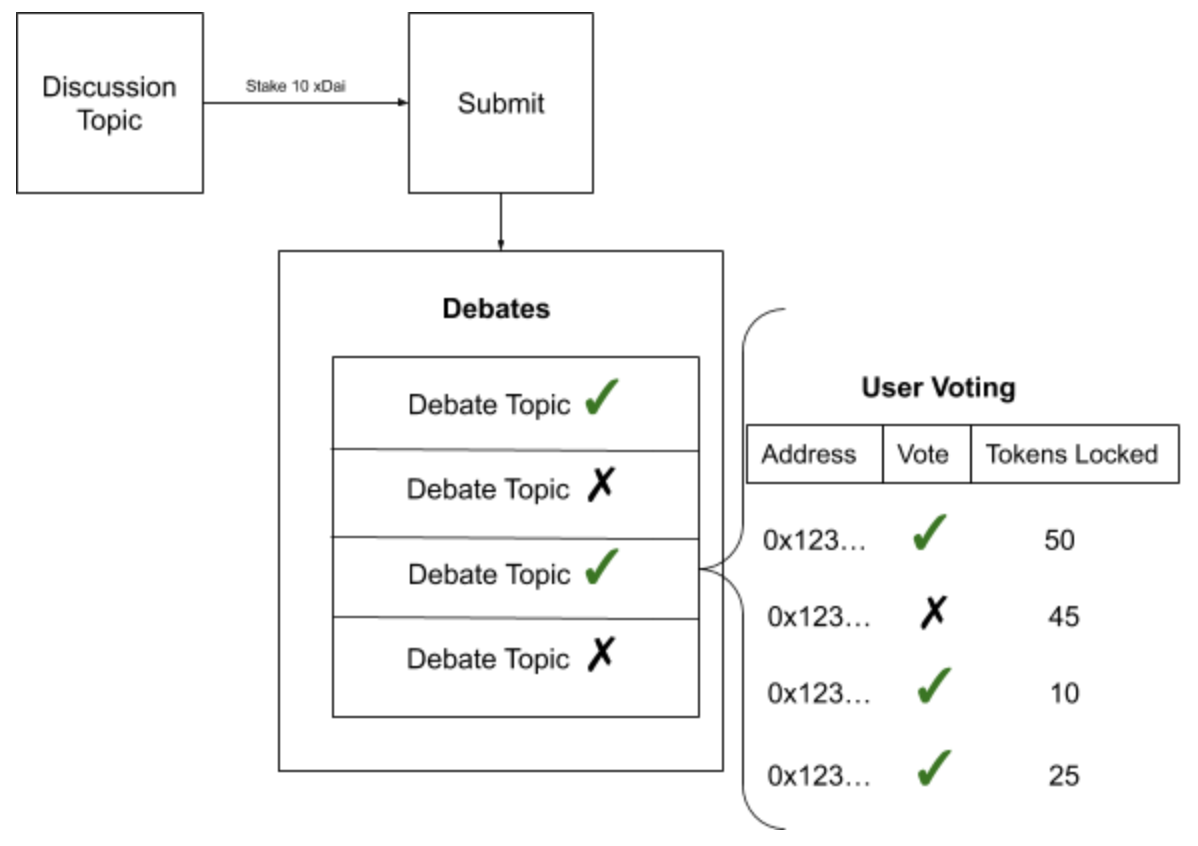 Discussion
Topic
Stake 10 xDai
Submit
Debates
Debate Topic ✓
Debate Topic ✗
Debate Topic ✓
Debate Topic ✗
User Voting
Address Vote Tokens Locked
0x123... ✓ 50
0x123... ✗ 45
0x123... ✓ 10
0x123... ✓ 25